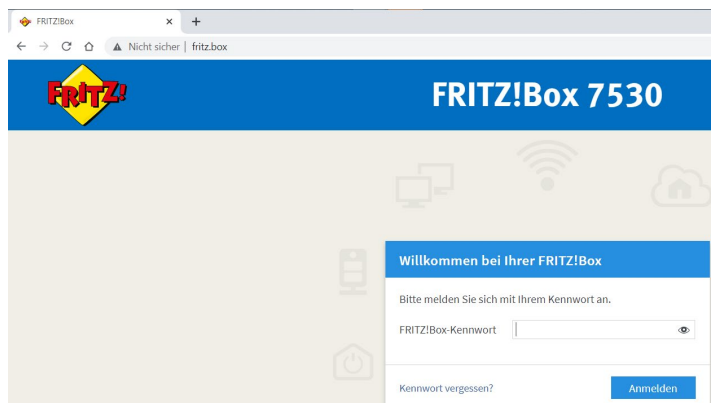 FRITZ!Box
Nicht sicher | fritz.box
FRITZ!
FRITZ!Box 7530
Willkommen bei Ihrer FRITZ!Box
Bitte melden Sie sich mit Ihrem Kennwort an.
FRITZ!Box-Kennwort
Kennwort vergessen? Anmelden